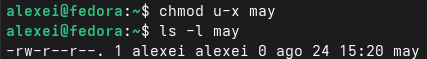 alexei@fedora:~$ chmod u-x may
alexei@fedora:~$ ls -l may
-rw-r--r--. 1 alexei alexei 0 ago 24 15:20 may